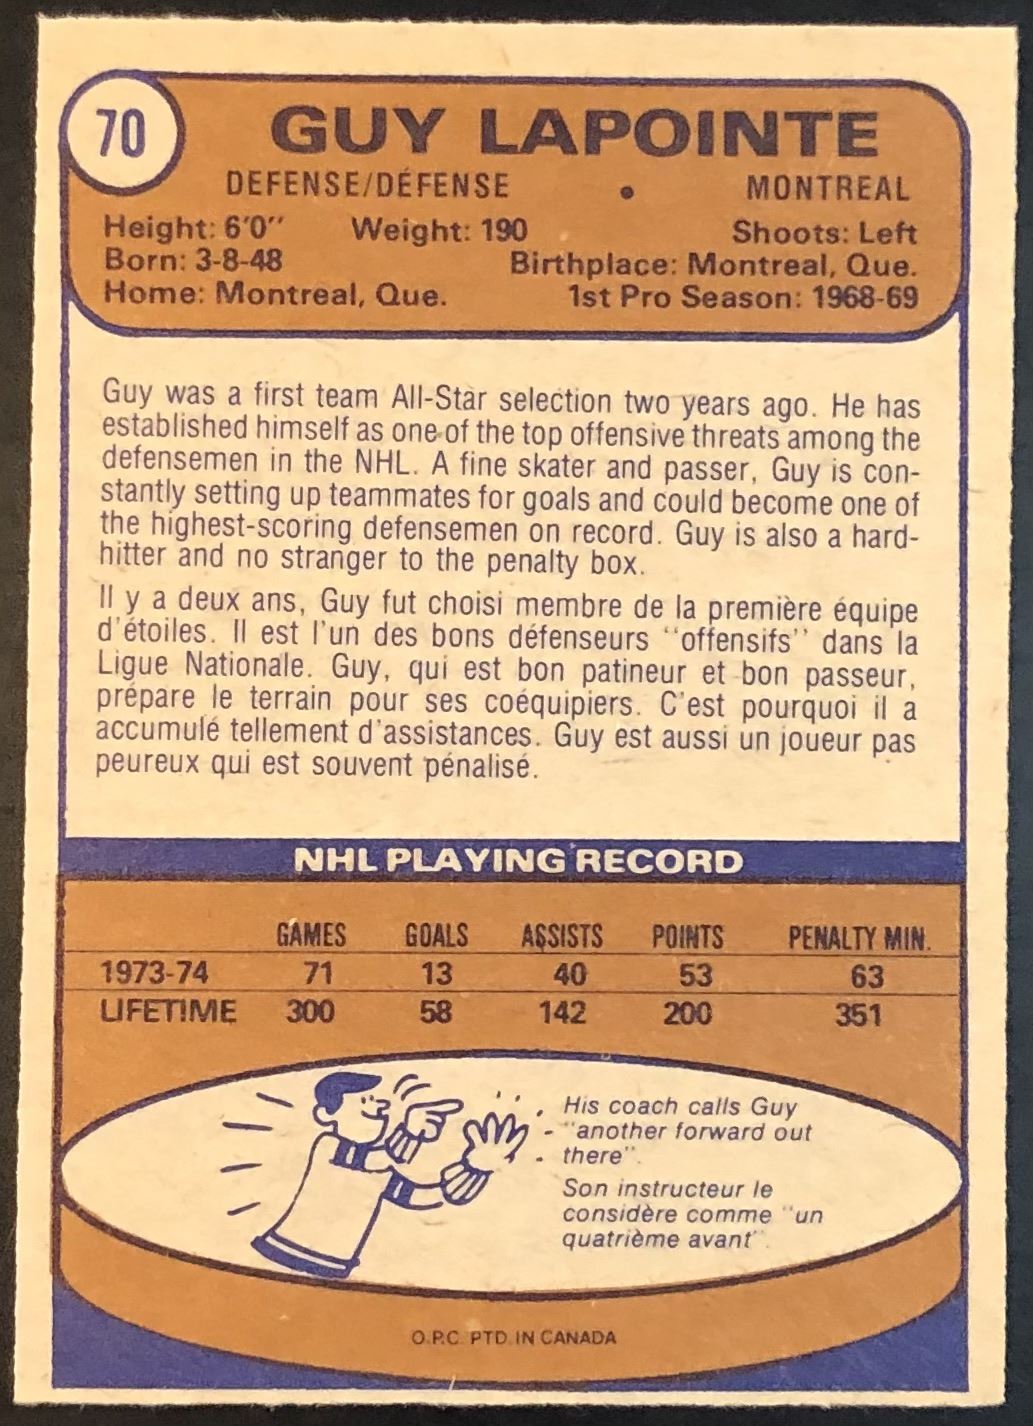 70
GUY LAPOINTE
DEFENSE/DÉFENSE • MONTREAL
Height: 6'0" Weight: 190 Shoots: Left
Born: 3-8-48 Birthplace: Montreal, Que.
Home: Montreal, Que. 1st Pro Season: 1968-69
Guy was a first team All-Star selection two years ago. He has
established himself as one of the top offensive threats among the
defensemen in the NHL. A fine skater and passer, Guy is con-
stantly setting up teammates for goals and could become one of
the highest-scoring defensemen on record. Guy is also a hard-
hitter and no stranger to the penalty box.
Il y a deux ans, Guy fut choisi membre de la première équipe
d'étoiles. Il est l'un des bons défenseurs "offensifs" dans la
Ligue Nationale. Guy, qui est bon patineur et bon passeur,
prépare le terrain pour ses coéquipiers. C'est pourquoi il a
accumulé tellement d'assistances. Guy est aussi un joueur pas
peureux qui est souvent pénalisé.
NHL PLAYING RECORD
GAMES GOALS ASSISTS POINTS PENALTY MIN.
1973-74 71 13 40 53 63
LIFETIME 300 58 142 200 351
His coach calls Guy
"another forward out
there".
Son instructeur le
considère comme "un
quatrième avant".
O.P.C. PTD. IN CANADA